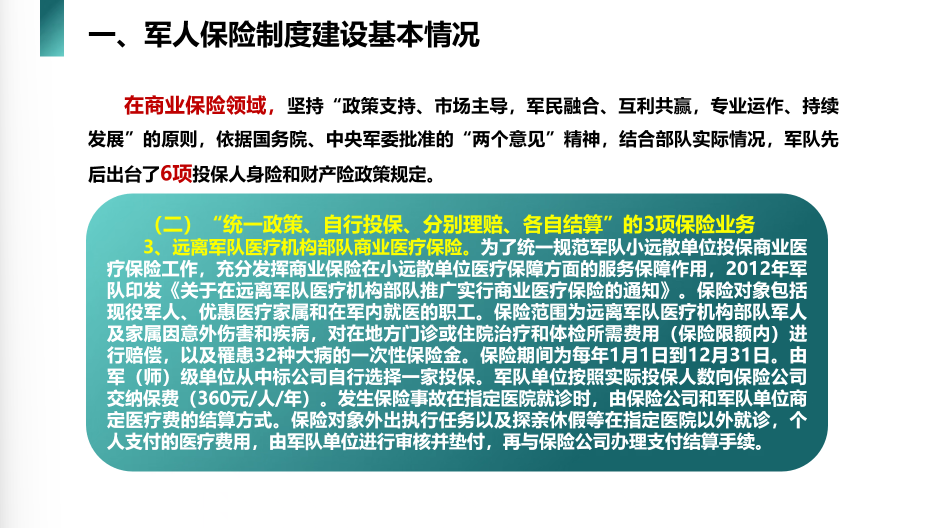 一、军人保险制度建设基本情况
在商业保险领域，坚持“政策支持、市场主导，军民融合、互利共赢，专业运作、持续
发展”的原则，依据国务院、中央军委批准的“两个意见”精神，结合部队实际情况，军队先
后出台了6项投保人身险和财产险政策规定。
（二）“统一政策、自行投保、分别理赔、各自结算”的3项保险业务
3、远离军队医疗机构部队商业医疗保险。为了统一规范军队小远散单位投保商业医
疗保险工作，充分发挥商业保险在小远散单位医疗保障方面的服务保障作用，2012年军
队印发《关于在远离军队医疗机构部队推广实行商业医疗保险的通知》。保险对象包括
现役军人、优惠医疗家属和在军内就医的职工。保险范围为远离军队医疗机构部队军人
及家属因意外伤害和疾病，对在地方门诊或住院治疗和体检所需费用（保险限额内）进
行赔偿，以及罹患32种大病的一次性保险金。保险期间为每年1月1日到12月31日。由
军（师）级单位从中标公司自行选择一家投保。军队单位按照实际投保人数向保险公司
交纳保费（360元/人/年）。发生保险事故在指定医院就诊时，由保险公司和军队单位商
定医疗费的结算方式。保险对象外出执行任务以及探亲休假等在指定医院以外就诊，个
人支付的医疗费用，由军队单位进行审核并垫付，再与保险公司办理支付结算手续。